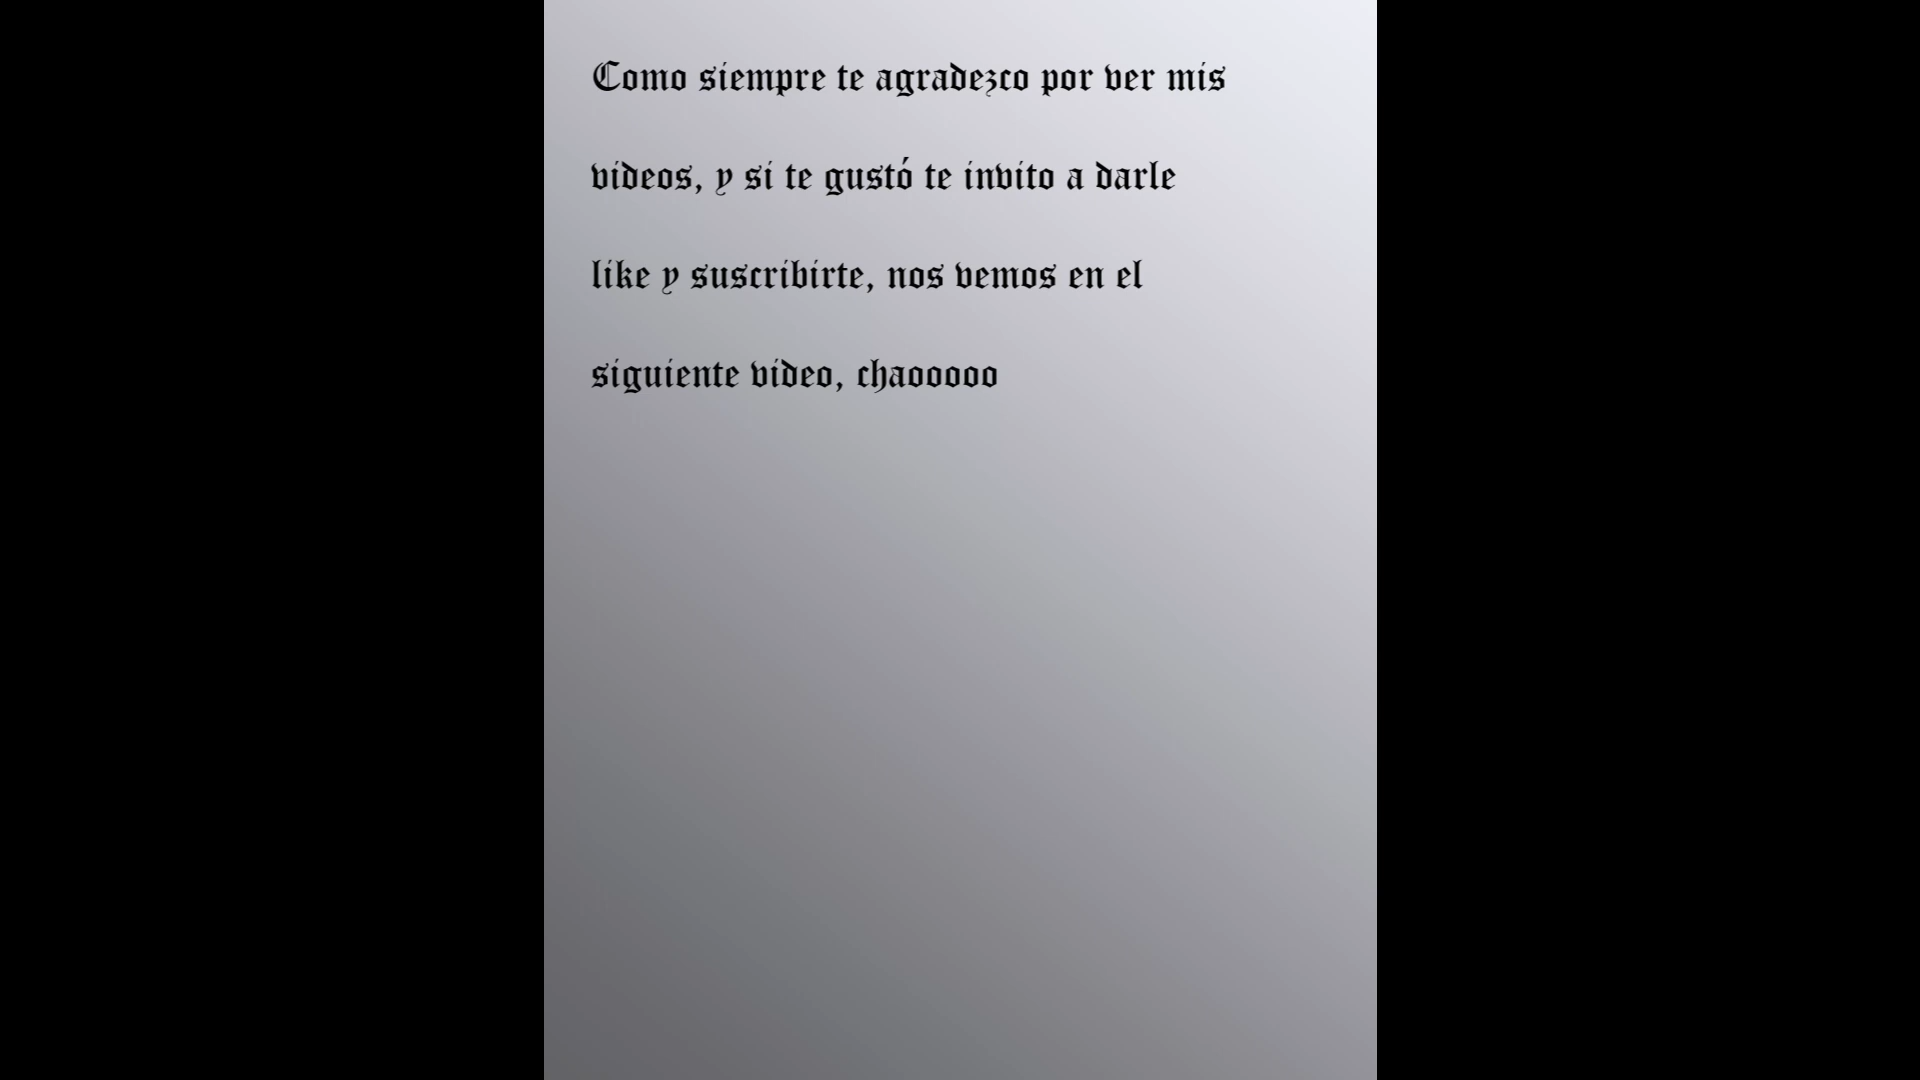 Como siempre te agradezco por ver mis
videos, y si te gustó te invito a darle
like y suscribirte, nos vemos en el
siguiente video, chaooooo